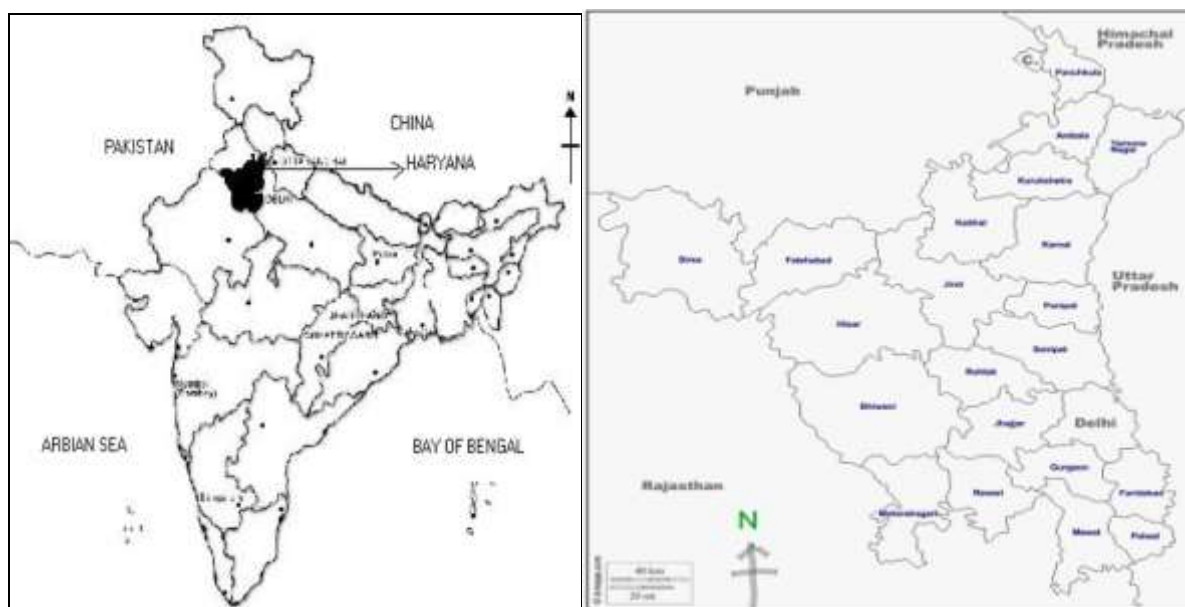 N
CHINA
PAKISTAN
HARYANA
DELHI
ARBIAN SEA
BAY OF BENGAL
Himachal
Pradesh
C.
Panchkula
Punjab
Ambala
Yamuna
Nagar
Kurukshetra
Kaithal
Karnal
Sirsa
Fatehabad
Jind
Uttar
Pradesh
Panipat
Hisar
Sonipat
Rohtak
Bhiwani
Jhajjar
Delhi
Gurgaon
Rajasthan
Rewari
Faridabad
Mewat
Palwal
N